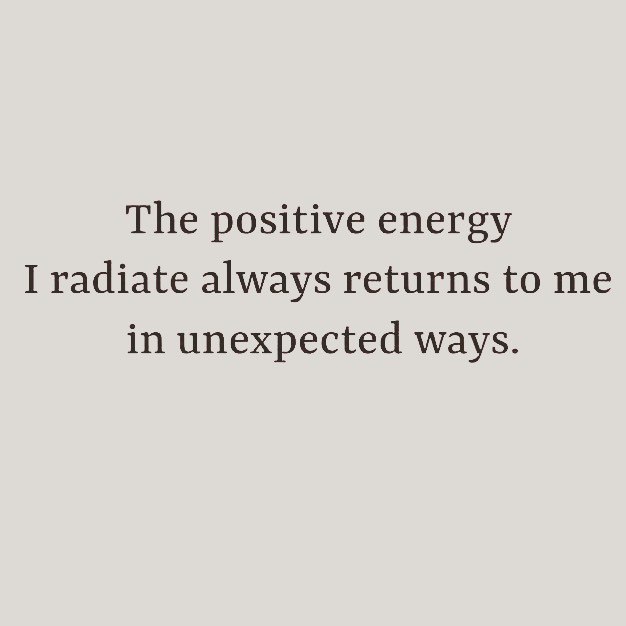 The positive energy
I radiate always returns to me
in unexpected ways.